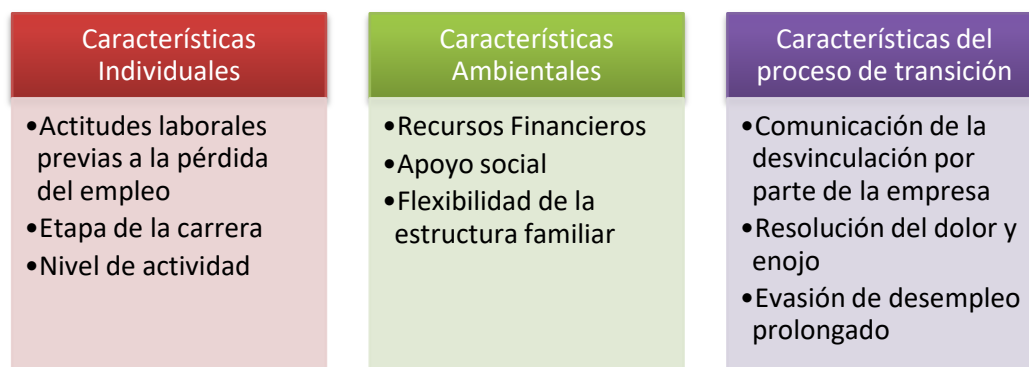 Características
Individuales
•Actitudes laborales
previas a la pérdida
del empleo
•Etapa de la carrera
•Nivel de actividad
Características
Ambientales
•Recursos Financieros
•Apoyo social
•Flexibilidad de la
estructura familiar
Características del
proceso de transición
•Comunicación de la
desvinculación por
parte de la empresa
•Resolución del dolor y
enojo
•Evasión de desempleo
prolongado